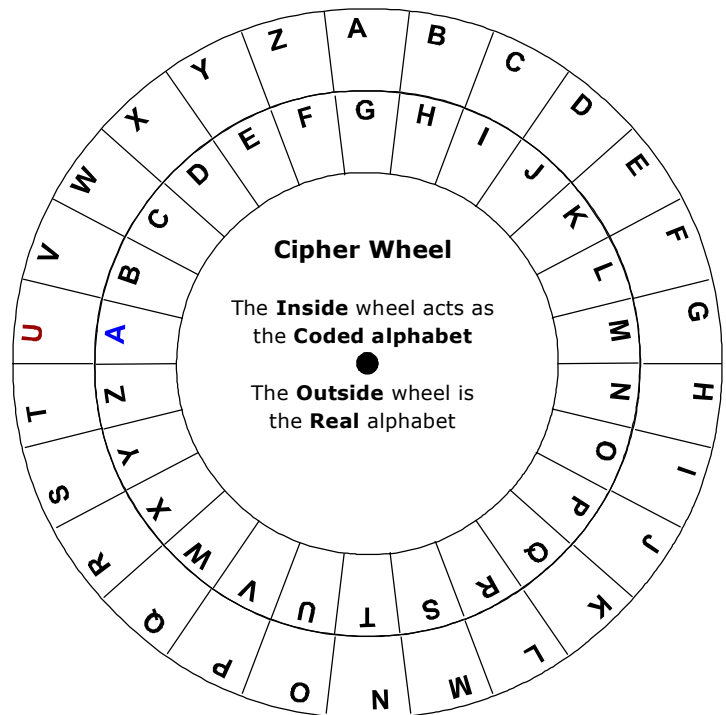 A B C D E F G H I J K L M N O P Q R S T U V W X Y Z
G H I J K L M N O P Q R S T U V W X Y Z A B C D E F
Cipher Wheel
The Inside wheel acts as
the Coded alphabet
The Outside wheel is
the Real alphabet